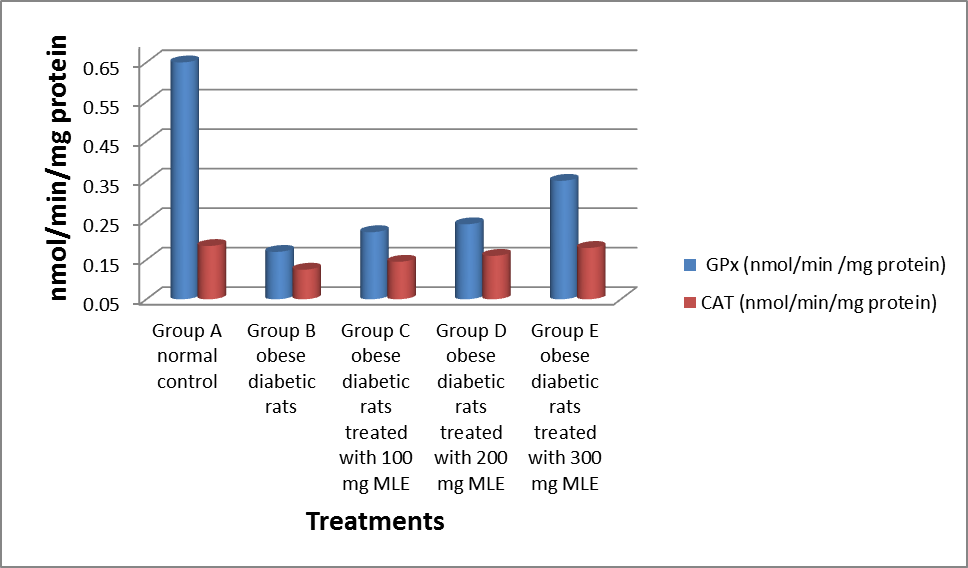 nmol/min/mg protein
0.65
0.55
0.45
0.35
0.25
0.15
0.05
Group A
normal
control
Group B
obese
diabetic
rats
Group C
obese
diabetic
rats
treated
with 100
mg MLE
Group D
obese
diabetic
rats
treated
with 200
mg MLE
Group E
obese
diabetic
rats
treated
with 300
mg MLE
Treatments
GPx (nmol/min /mg protein)
CAT (nmol/min/mg protein)